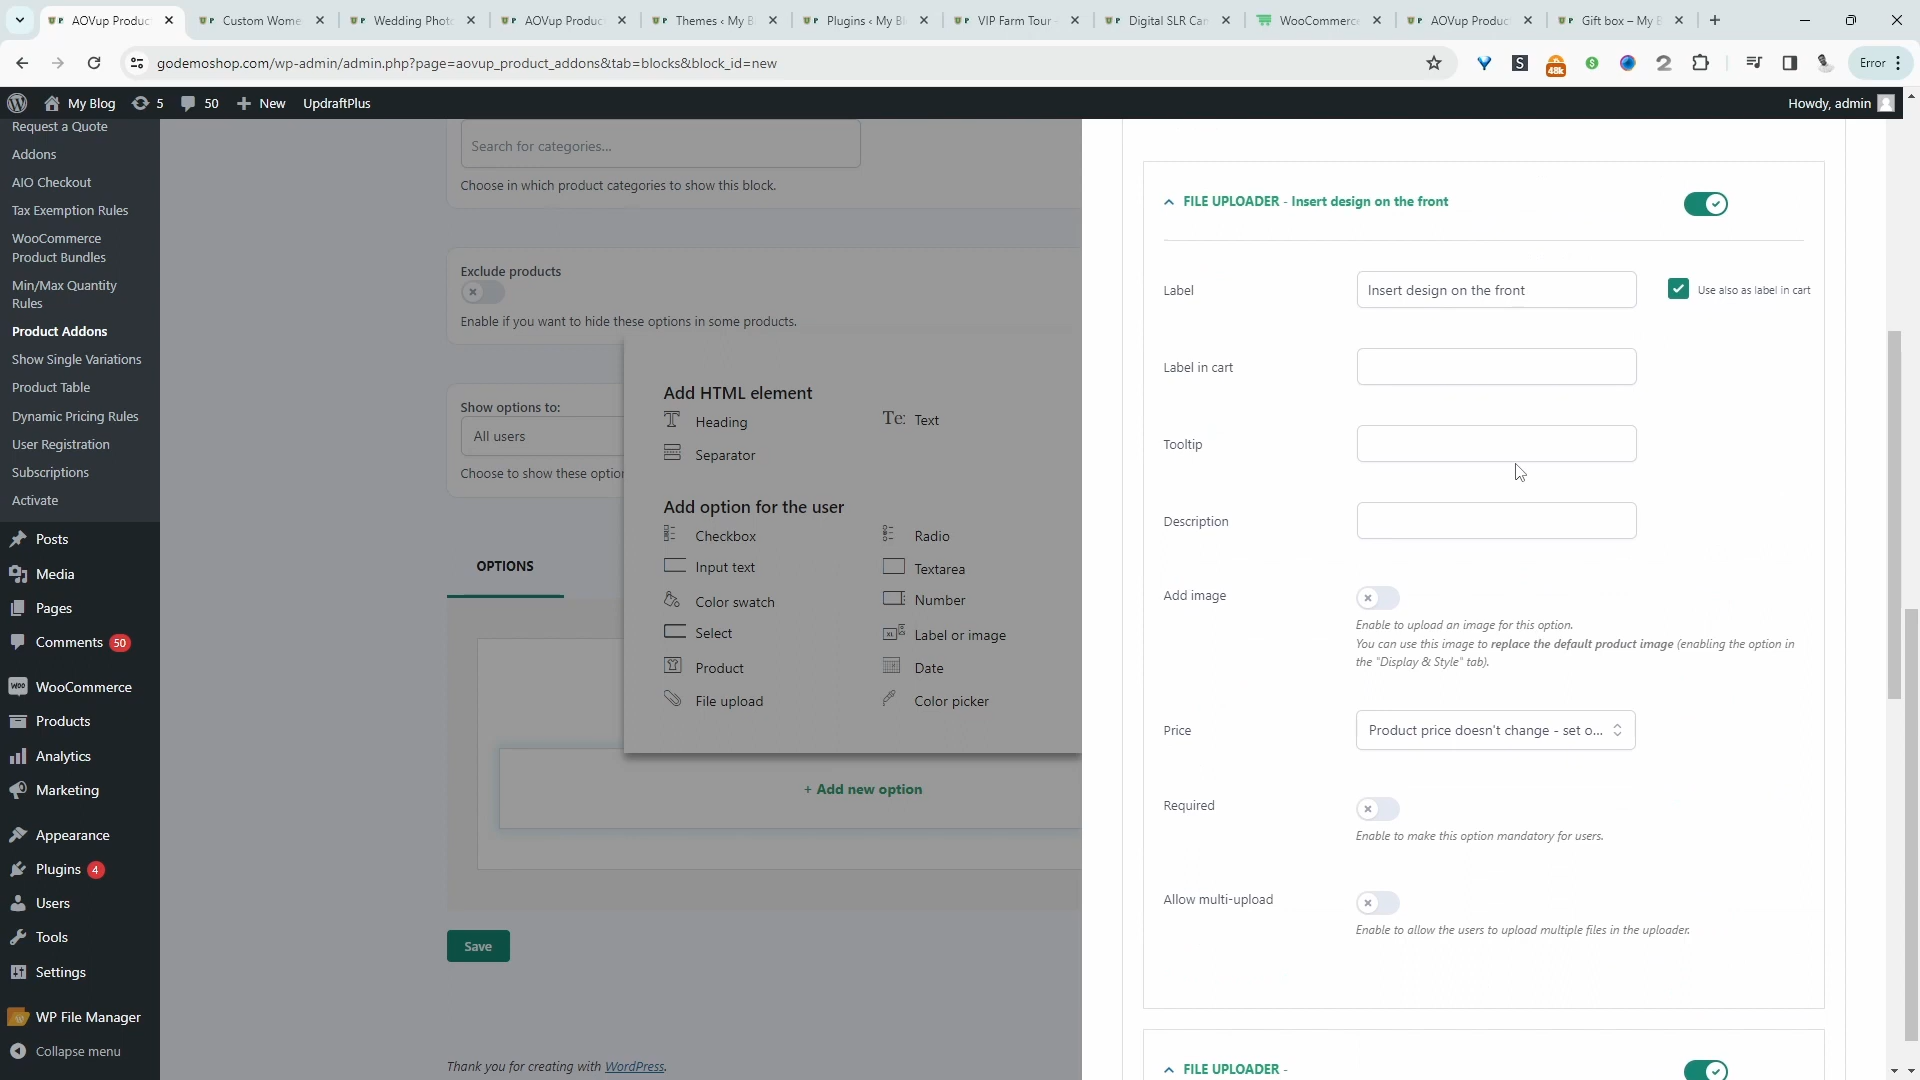 AOVup Produc
Custom Wome
Wedding Phot
AOVup Produc
Themes ‹ My B
Plugins ‹ My Bl
VIP Farm Tour -
Digital SLR Car
WooCommerce
AOVup Produc
Gift box – My B
godemoshop.com/wp-admin/admin.php?page=aovup_product_addons&tab=blocks&block_id=new
48k
Error
My Blog
5
50
New
UpdraftPlus
Howdy, admin
Request a Quote
Addons
AIO Checkout
Tax Exemption Rules
WooCommerce
Product Bundles
Min/Max Quantity
Rules
Product Addons
Show Single Variations
Product Table
Dynamic Pricing Rules
User Registration
Subscriptions
Activate
Posts
Media
Pages
Comments 50
WooCommerce
Products
Analytics
Marketing
Appearance
Plugins 4
Users
Tools
Settings
WP File Manager
Collapse menu
Search for categories...
Choose in which product categories to show this block.
Exclude products
Enable if you want to hide these options in some products.
Show options to:
All users
Choose to show these option
OPTIONS
Add HTML element
Heading
Text
Separator
Add option for the user
Checkbox
Radio
Input text
Textarea
Color swatch
Number
Select
Label or image
Product
Date
File upload
Color picker
+ Add new option
Save
Thank you for creating with WordPress.
FILE UPLOADER - Insert design on the front
Label
Insert design on the front
Use also as label in cart
Label in cart
Tooltip
Description
Add image
Enable to upload an image for this option.
You can use this image to replace the default product image (enabling the option in
the "Display & Style" tab).
Price
Product price doesn't change - set o...
Required
Enable to make this option mandatory for users.
Allow multi-upload
Enable to allow the users to upload multiple files in the uploader.
FILE UPLOADER -